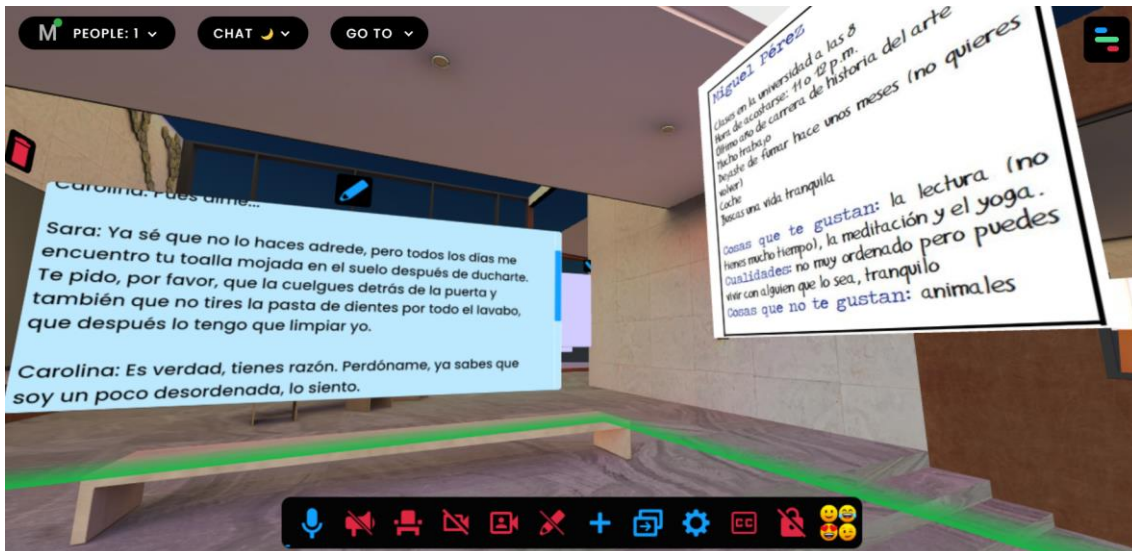 M PEOPLE: 1
CHAT
GO TO
Carolina: Pues dime...
Sara: Ya sé que no lo haces adrede, pero todos los días me
encuentro tu toalla mojada en el suelo después de ducharte.
Te pido, por favor, que la cuelgues detrás de la puerta y
también que no tires la pasta de dientes por todo el lavabo,
que después lo tengo que limpiar yo.
Carolina: Es verdad, tienes razón. Perdóname, ya sabes que
soy un poco desordenada, lo siento.
Miguel Pérez
Clases en la universidad a las 8
Hora de acostarse: 11 o 12 p.m.
Último año de carrera de historia del arte
Mucho trabajo
Dejaste de fumar hace unos meses (no quieres
volver)
Coche
Buscas una vida tranquila
Cosas que te gustan: la lectura (no
tienes mucho tiempo), la meditación y el yoga.
Cualidades: no muy ordenado pero puedes
vivir con alguien que lo sea, tranquilo
Cosas que no te gustan: animales
CC